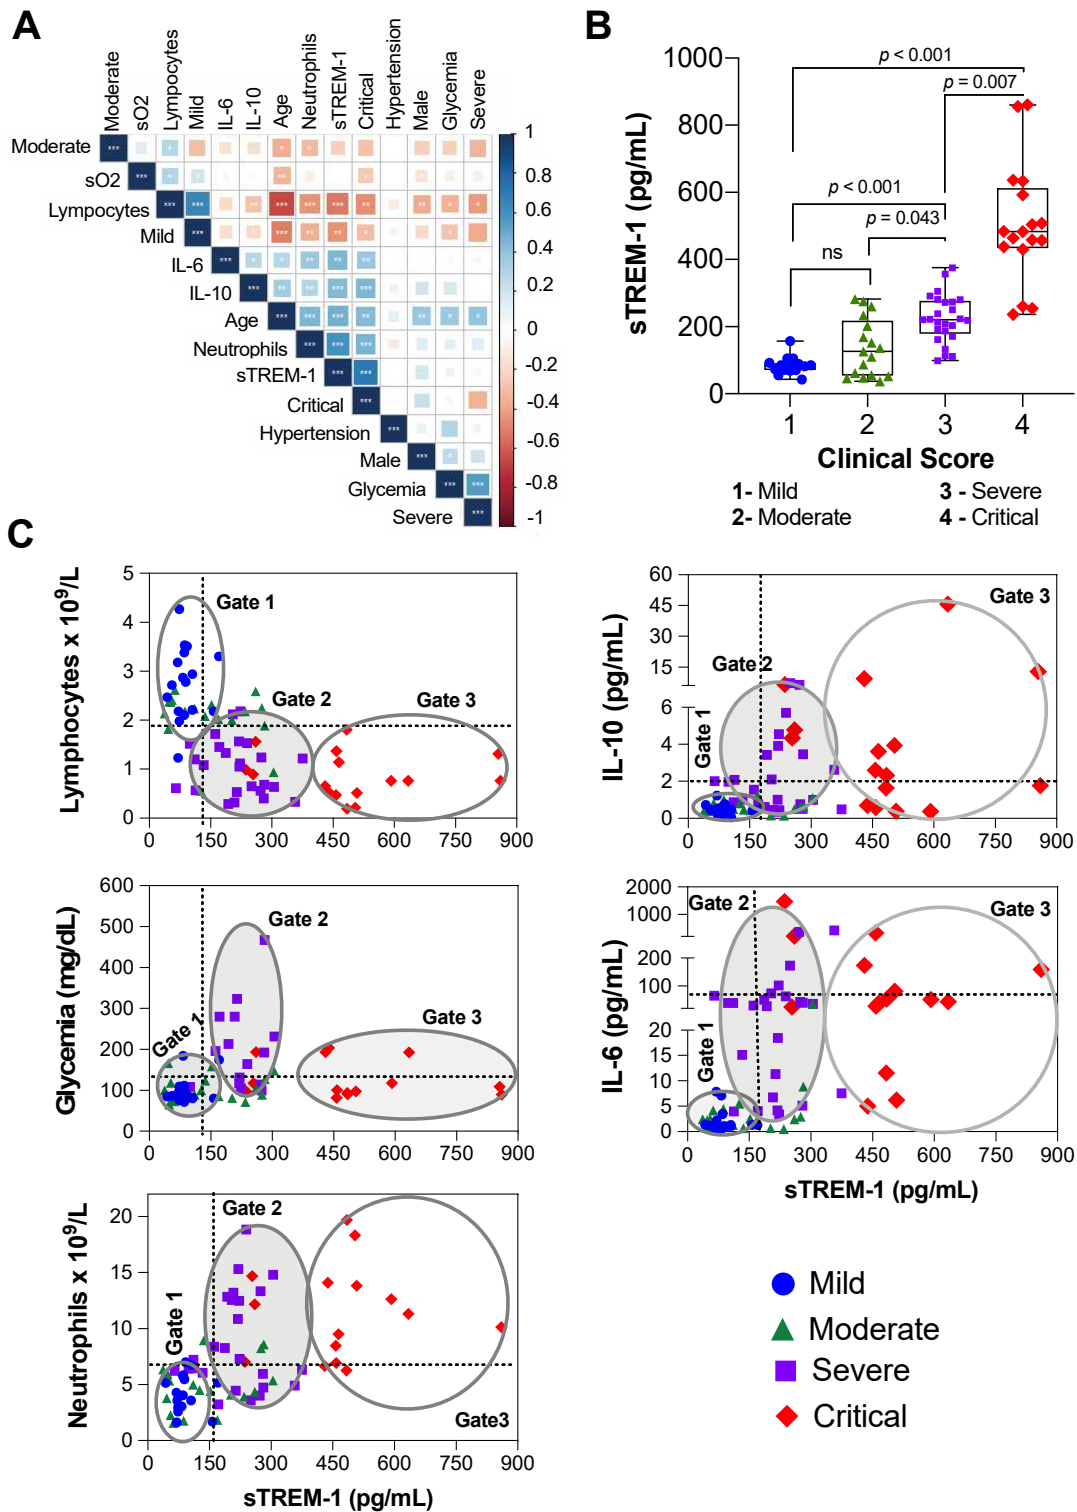 A
Moderate
sO2
Lympocytes
Mild
IL-6
IL-10
Age
Neutrophils
sTREM-1
Critical
Hypertension
Male
Glycemia
Severe
Moderate
sO2
Lympocytes
Mild
IL-6
IL-10
Age
Neutrophils
sTREM-1
Critical
Hypertension
Male
Glycemia
Severe
1
0.8
0.6
0.4
0.2
0
-0.2
-0.4
-0.6
-0.8
-1
B
sTREM-1 (pg/mL)
1000
800
600
400
200
0
p < 0.001
p = 0.007
p < 0.001
p = 0.043
ns
1 2 3 4
Clinical Score
1- Mild
3 - Severe
2- Moderate
4 - Critical
C
Lymphocytes x 10⁹/L
5
4
3
2
1
0
Gate 1
Gate 2
Gate 3
0 150 300 450 600 750 900
IL-10 (pg/mL)
60
45
30
15
6
4
2
0
Gate 1
Gate 2
Gate 3
0 150 300 450 600 750 900
Glycemia (mg/dL)
600
500
400
300
200
100
0
Gate 1
Gate 2
Gate 3
0 150 300 450 600 750 900
IL-6 (pg/mL)
2000
1000
200
100
20
15
10
5
0
Gate 1
Gate 2
Gate 3
0 150 300 450 600 750 900
sTREM-1 (pg/mL)
Neutrophils x 10⁹/L
20
15
10
5
0
Gate 1
Gate 2
Gate3
0 150 300 450 600 750 900
sTREM-1 (pg/mL)
Mild
Moderate
Severe
Critical